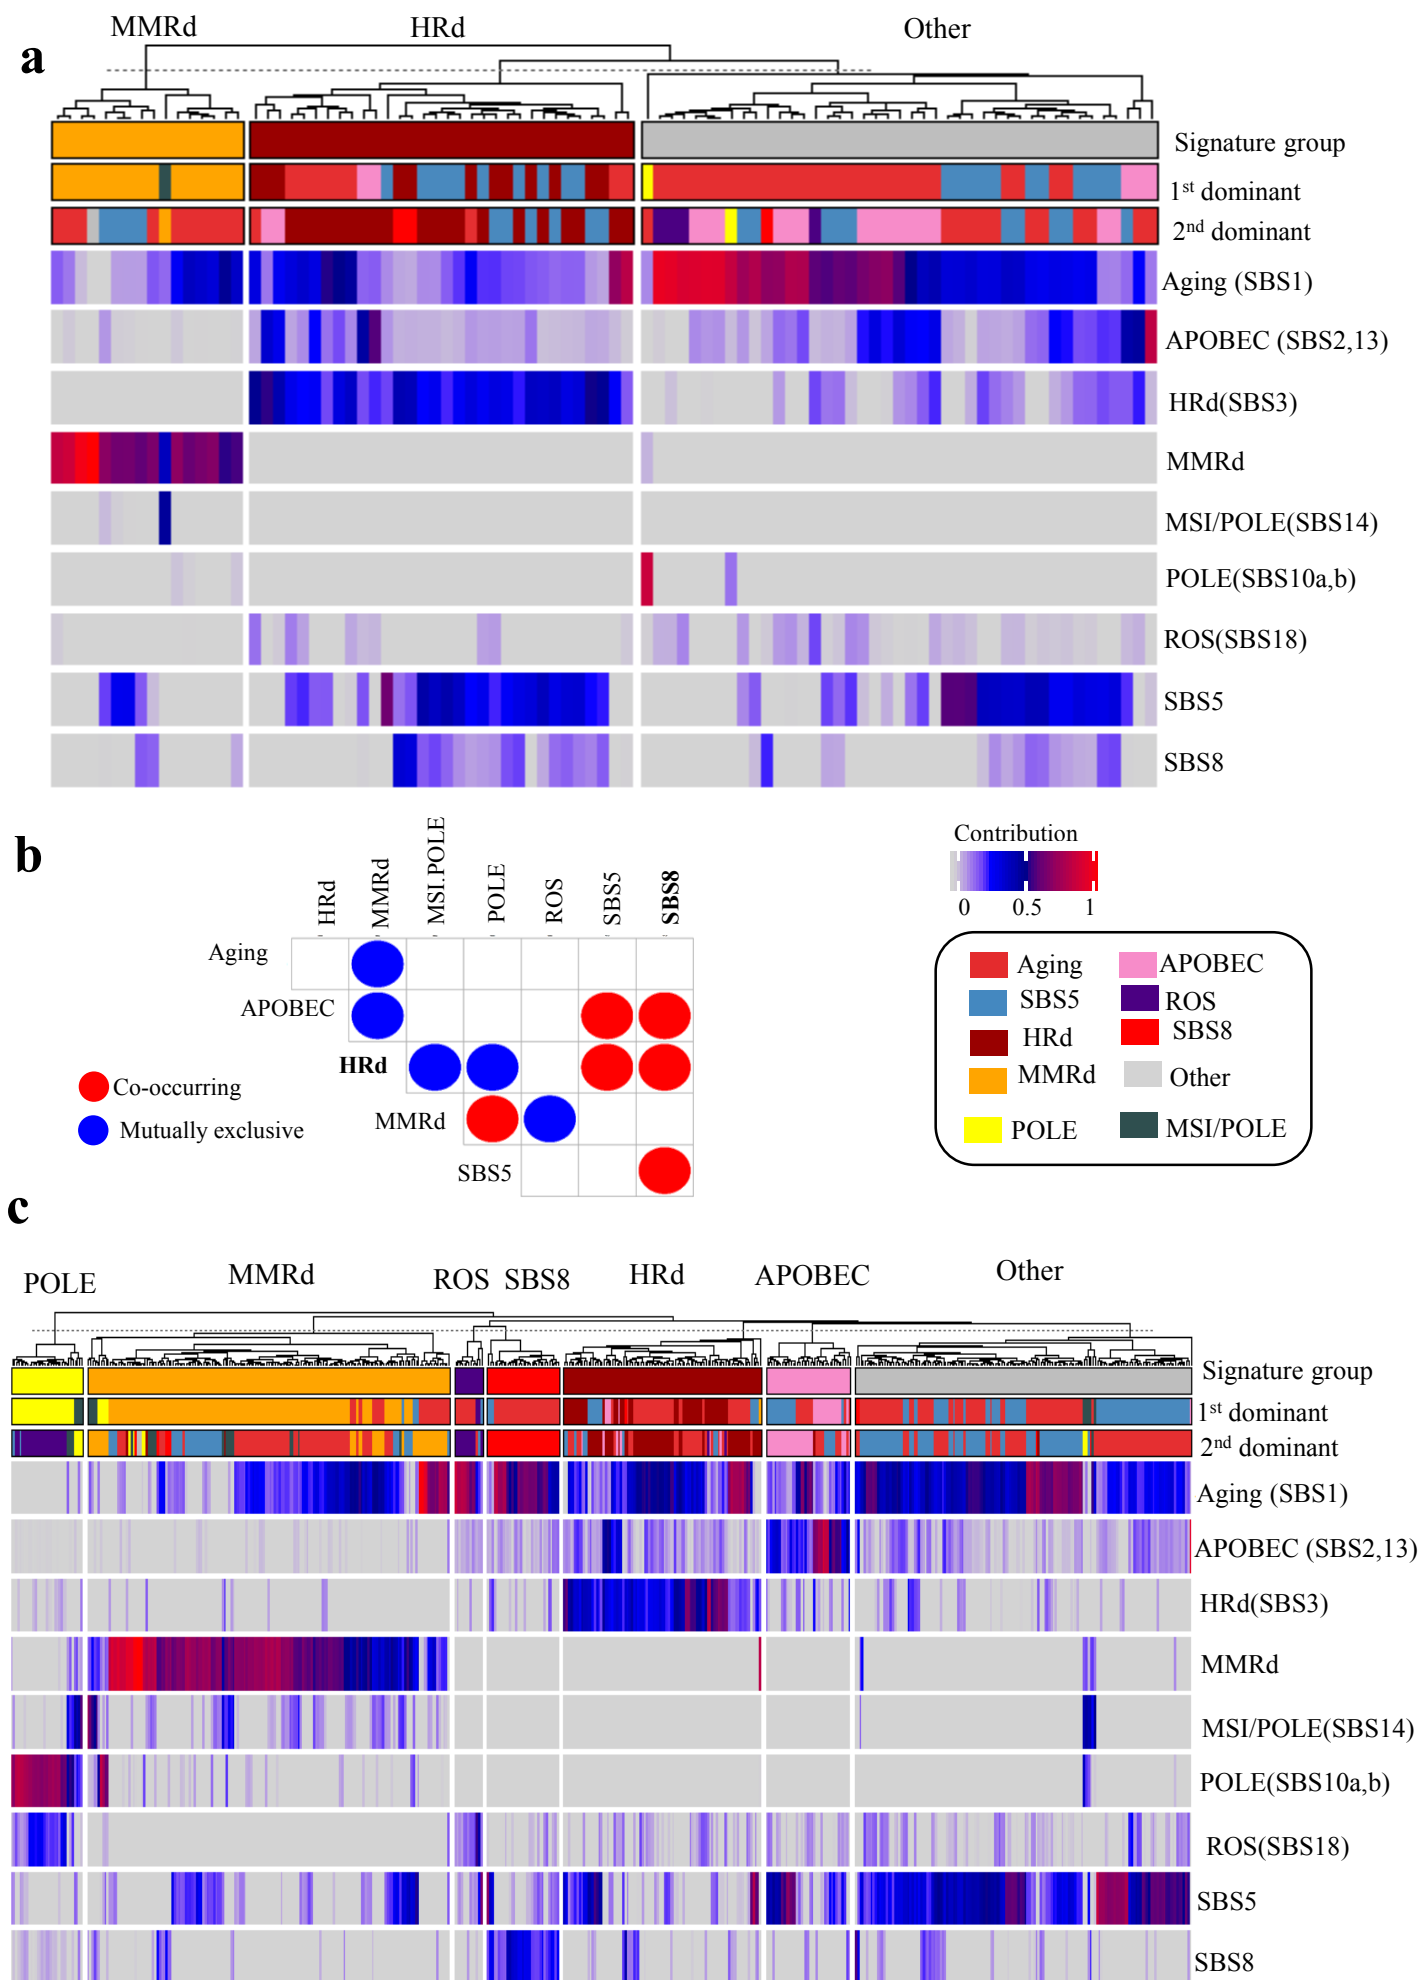 MMRd HRd Other
a
Signature group
1st dominant
2nd dominant
Aging (SBS1)
APOBEC (SBS2,13)
HRd(SBS3)
MMRd
MSI/POLE(SBS14)
POLE(SBS10a,b)
ROS(SBS18)
SBS5
SBS8
b
HRd MMRd MSI.POLE POLE ROS SBS5 SBS8
Aging
APOBEC
HRd
MMRd
SBS5
Co-occurring
Mutually exclusive
Contribution
0 0.5 1
Aging APOBEC
SBS5 ROS
HRd SBS8
MMRd Other
POLE MSI/POLE
c
POLE MMRd ROS SBS8 HRd APOBEC Other
Signature group
1st dominant
2nd dominant
Aging (SBS1)
APOBEC (SBS2,13)
HRd(SBS3)
MMRd
MSI/POLE(SBS14)
POLE(SBS10a,b)
ROS(SBS18)
SBS5
SBS8